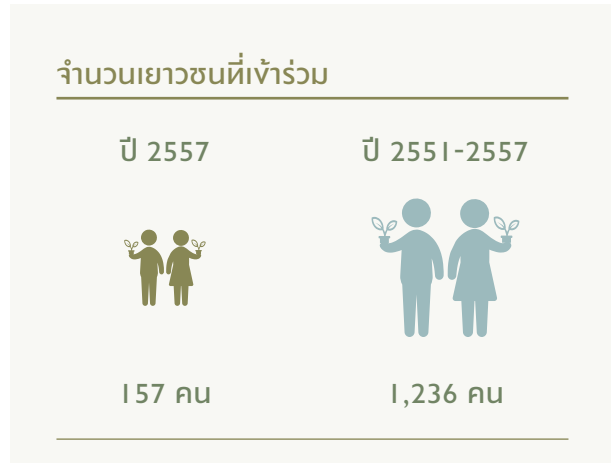 จำนวนเยาวชนที่เข้าร่วม
ปี 2557
ปี 2551-2557
157 คน
1,236 คน